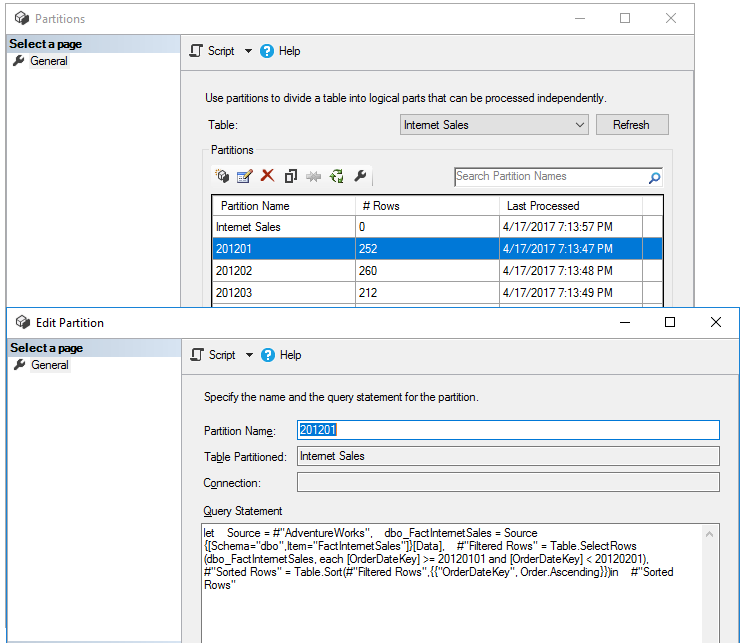 Partitions
Select a page
General
Script
Help
Use partitions to divide a table into logical parts that can be processed independently.
Table:
Internet Sales
Refresh
Partitions
Search Partition Names
Partition Name # Rows Last Processed
Internet Sales 0 4/17/2017 7:13:57 PM
201201 252 4/17/2017 7:13:47 PM
201202 260 4/17/2017 7:13:48 PM
201203 212 4/17/2017 7:13:49 PM
Edit Partition
Select a page
General
Script
Help
Specify the name and the query statement for the partition.
Partition Name: 201201
Table Partitioned: Internet Sales
Connection:
Query Statement
let    Source = #"AdventureWorks",    dbo_FactInternetSales = Source
{[Schema="dbo",Item="FactInternetSales"]}[Data],    #"Filtered Rows" = Table.SelectRows
(dbo_FactInternetSales, each [OrderDateKey] >= 20120101 and [OrderDateKey] < 20120201),
#"Sorted Rows" = Table.Sort(#"Filtered Rows",{{"OrderDateKey", Order.Ascending}})in    #"Sorted
Rows"